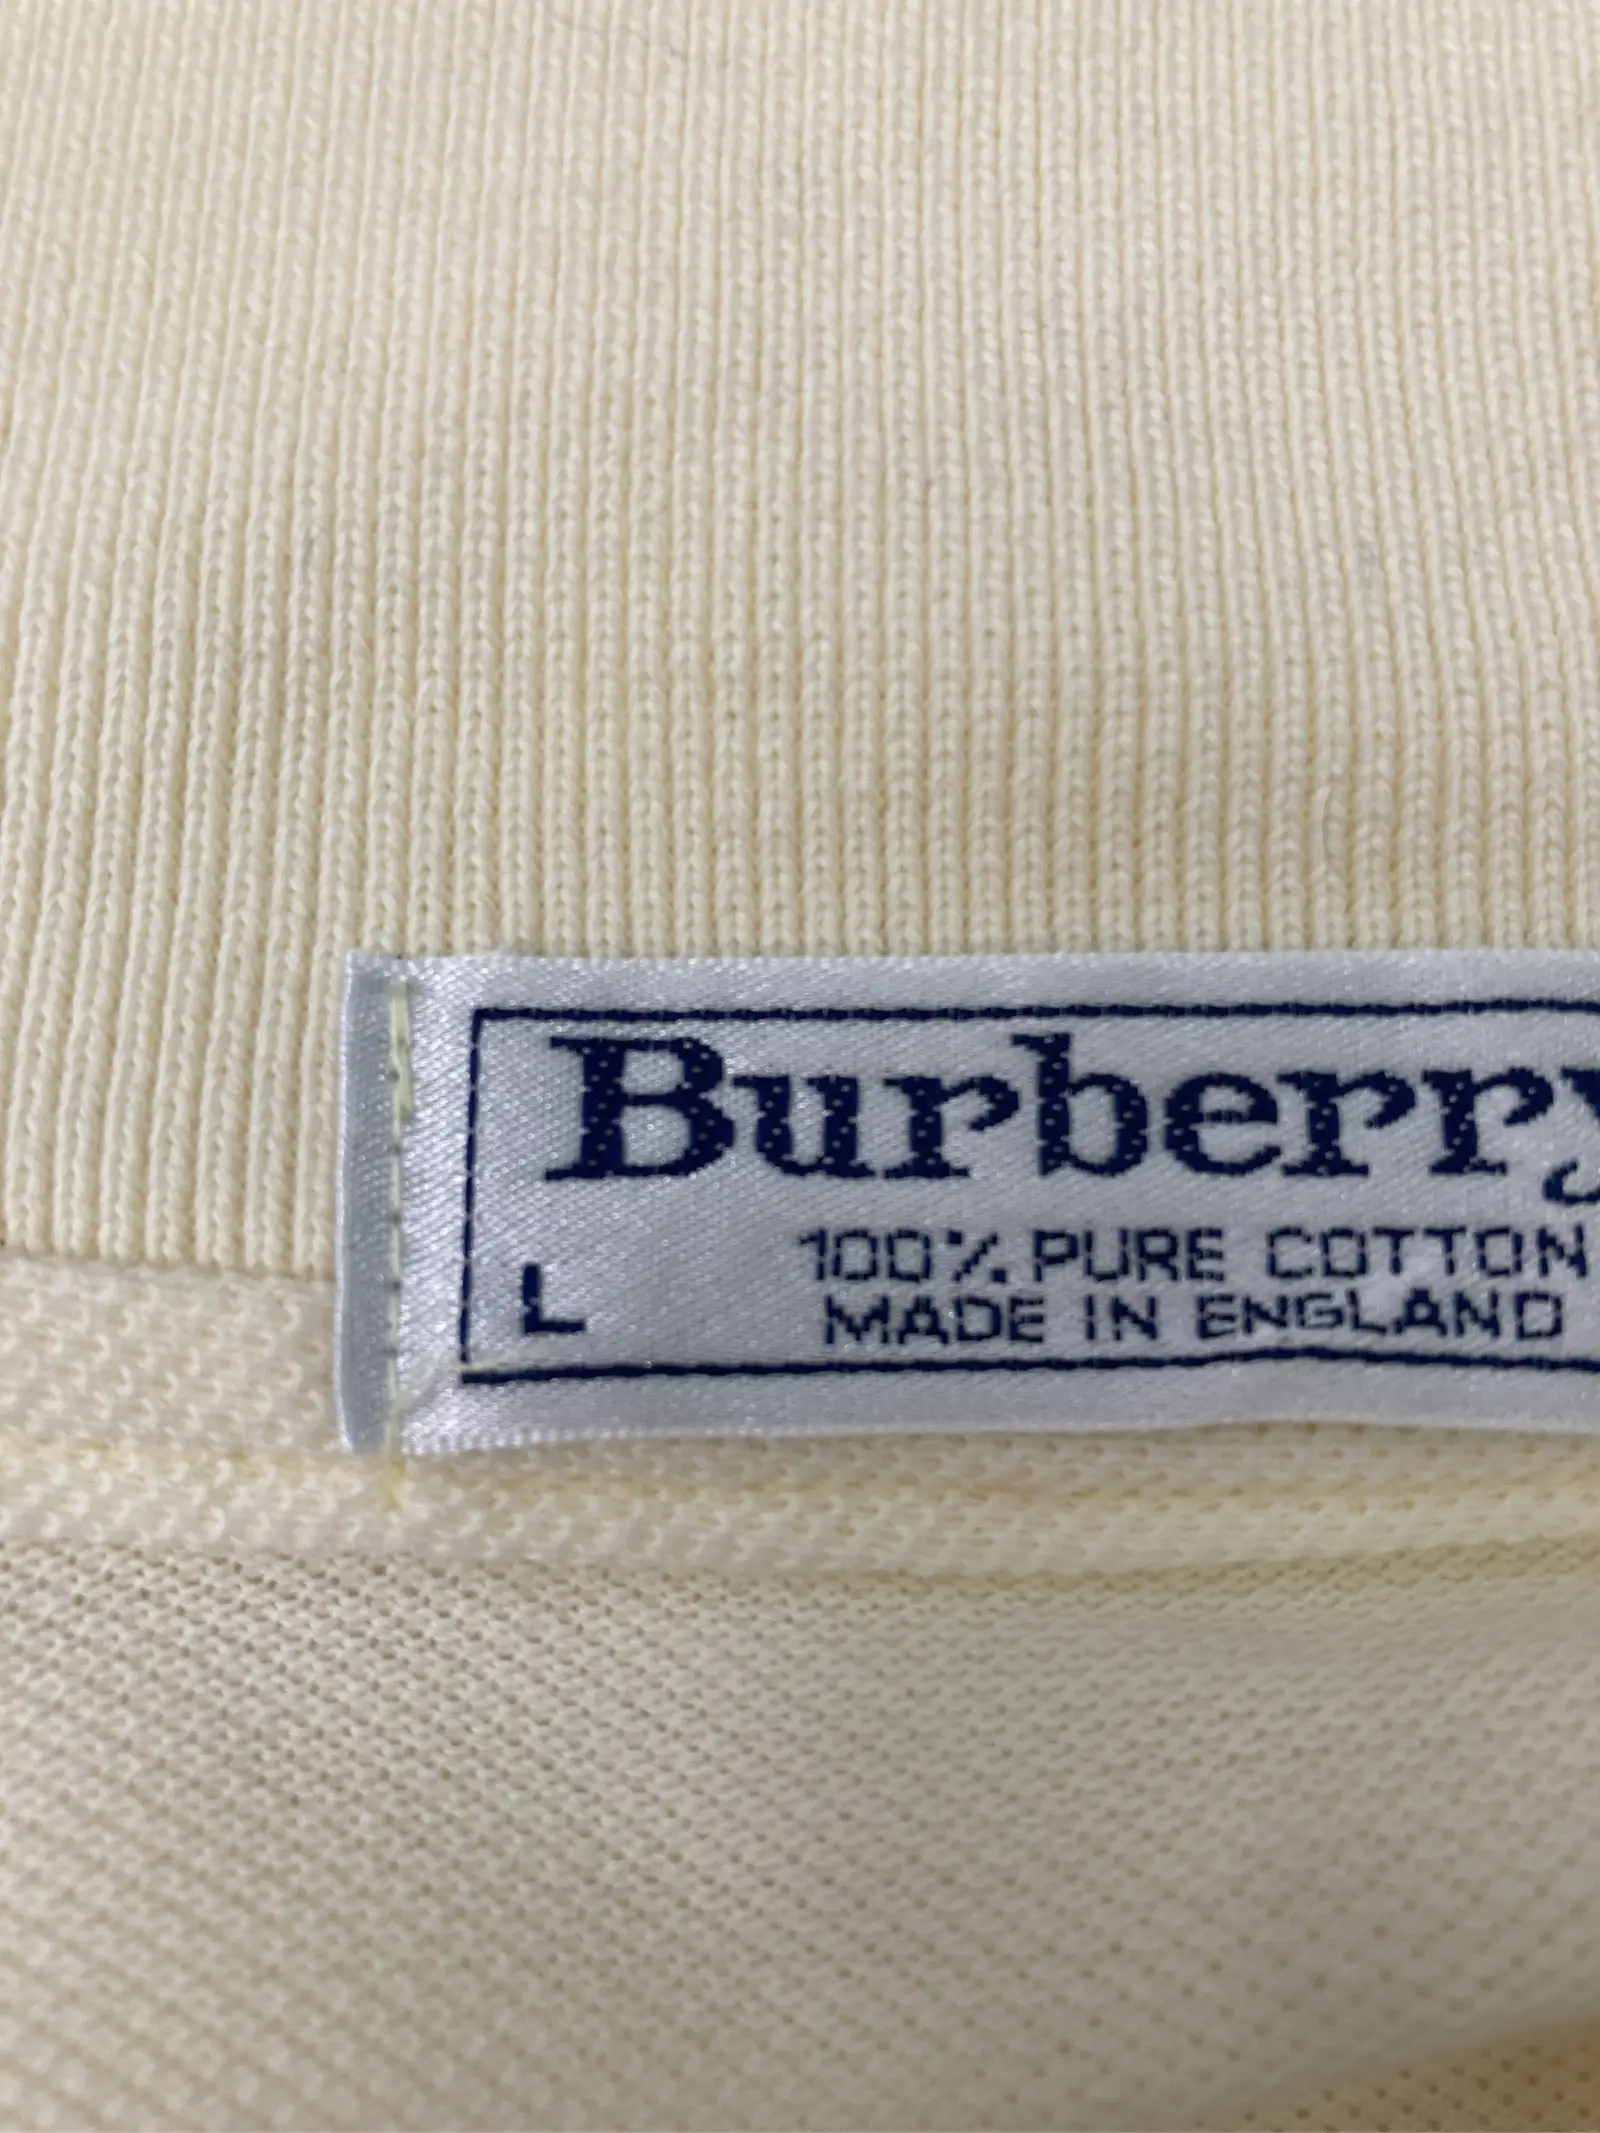 Burberry
100% PURE COTTON
L
MADE IN ENGLAND